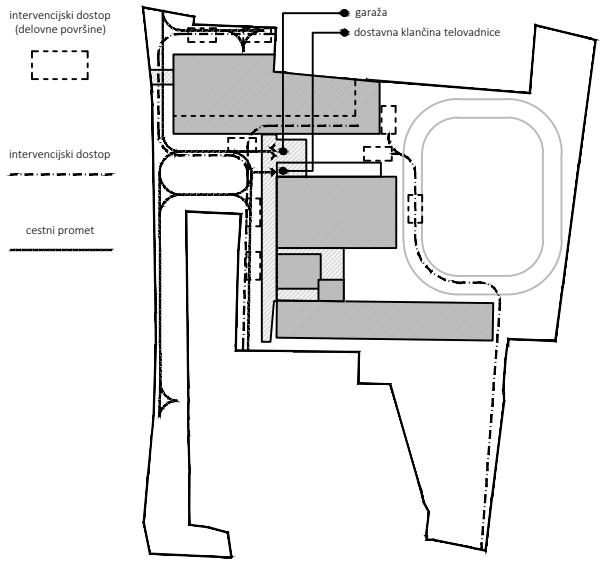 intervencijski dostop
(delovne površine)
intervencijski dostop
cestni promet
garaža
dostavna klančina telovadnice